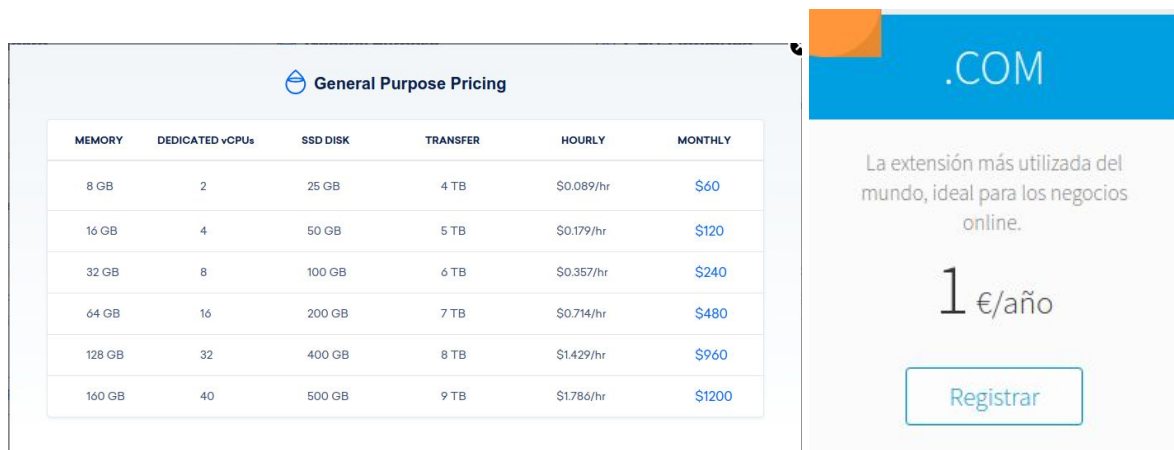 General Purpose Pricing
MEMORY DEDICATED vCPUs SSD DISK TRANSFER HOURLY MONTHLY
8 GB 2 25 GB 4 TB $0.089/hr $60
16 GB 4 50 GB 5 TB $0.179/hr $120
32 GB 8 100 GB 6 TB $0.357/hr $240
64 GB 16 200 GB 7 TB $0.714/hr $480
128 GB 32 400 GB 8 TB $1.429/hr $960
160 GB 40 500 GB 9 TB $1.786/hr $1200
.COM
La extensión más utilizada del
mundo, ideal para los negocios
online.
1 €/año
Registrar